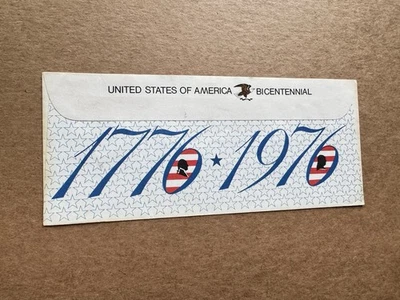 UNITED STATES OF AMERICA BICENTENNIAL
1776 ★ 1976